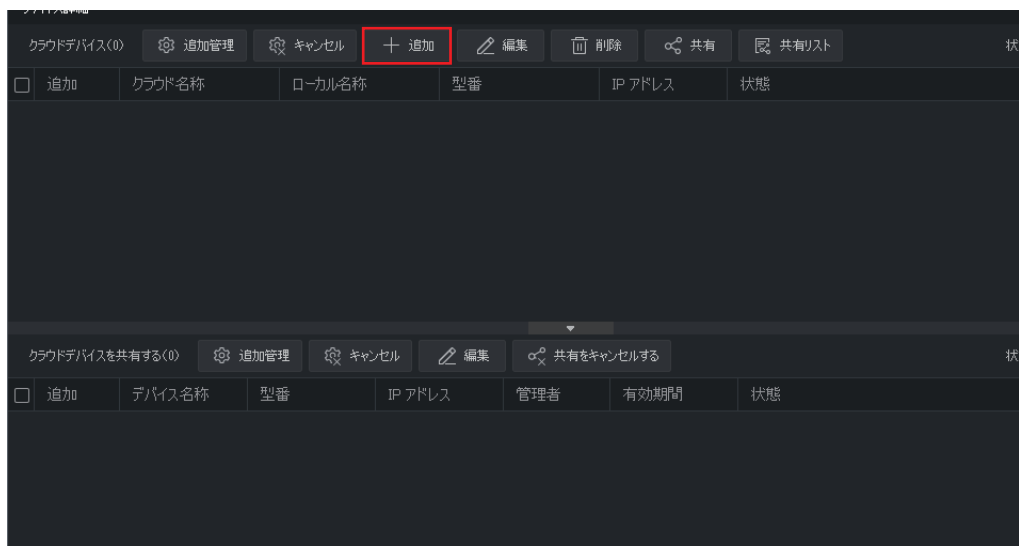 クラウドデバイス(0) 追加管理 キャンセル 追加 編集 削除 共有 共有リスト 状
追加 クラウド名称 ローカル名称 型番 IP アドレス 状態
クラウドデバイスを共有する(0) 追加管理 キャンセル 編集 共有をキャンセルする 状
追加 デバイス名称 型番 IP アドレス 管理者 有効期間 状態